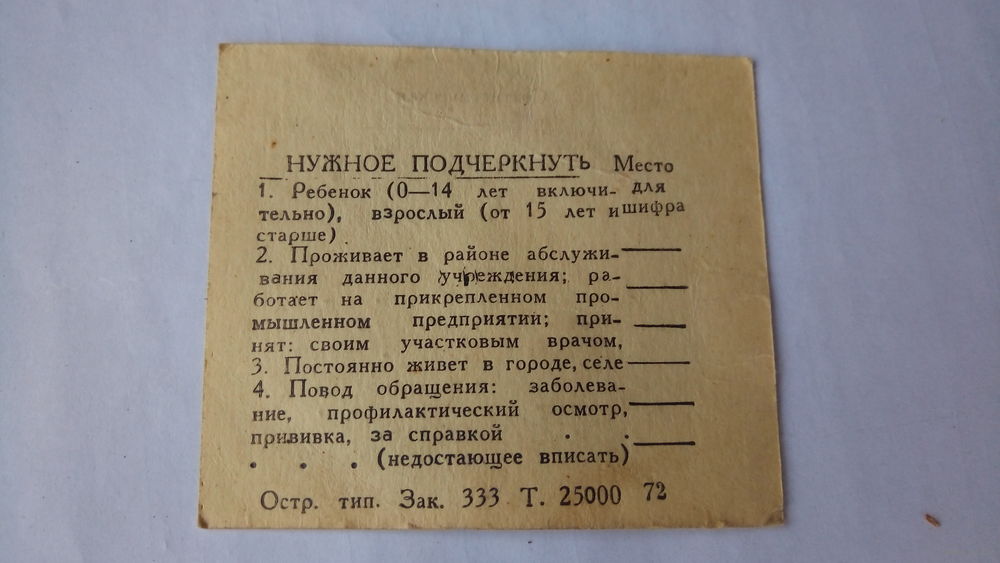 НУЖНОЕ ПОДЧЕРКНУТЬ Место
1. Ребенок (0—14 лет включи- для
тельно), взрослый (от 15 лет и шифра
старше)
2. Проживает в районе абслужи-
вания данного учреждения; ра-
ботает на прикрепленном про-
мышленном предприятии; при-
нят: своим участковым врачом,
3. Постоянно живет в городе, селе
4. Повод обращения: заболева-
ние, профилактический осмотр,
прививка, за справкой . .
. . . (недостающее вписать)
Остр. тип. Зак. 333 Т. 25000 72